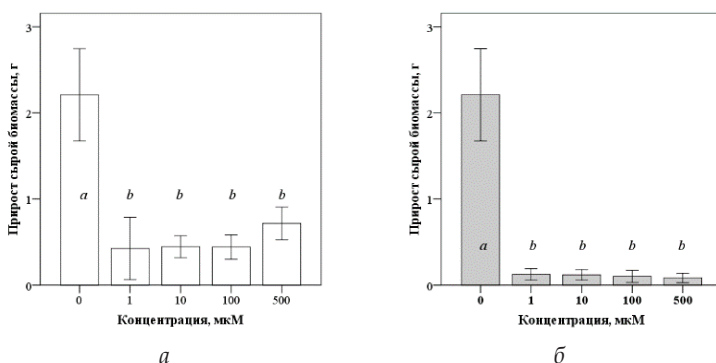 Прирост сырой биомассы, г
3
2
1
0
a b b b b
0 1 10 100 500
Концентрация, мкМ
а
Прирост сырой биомассы, г
3
2
1
0
a b b b b
0 1 10 100 500
Концентрация, мкМ
б